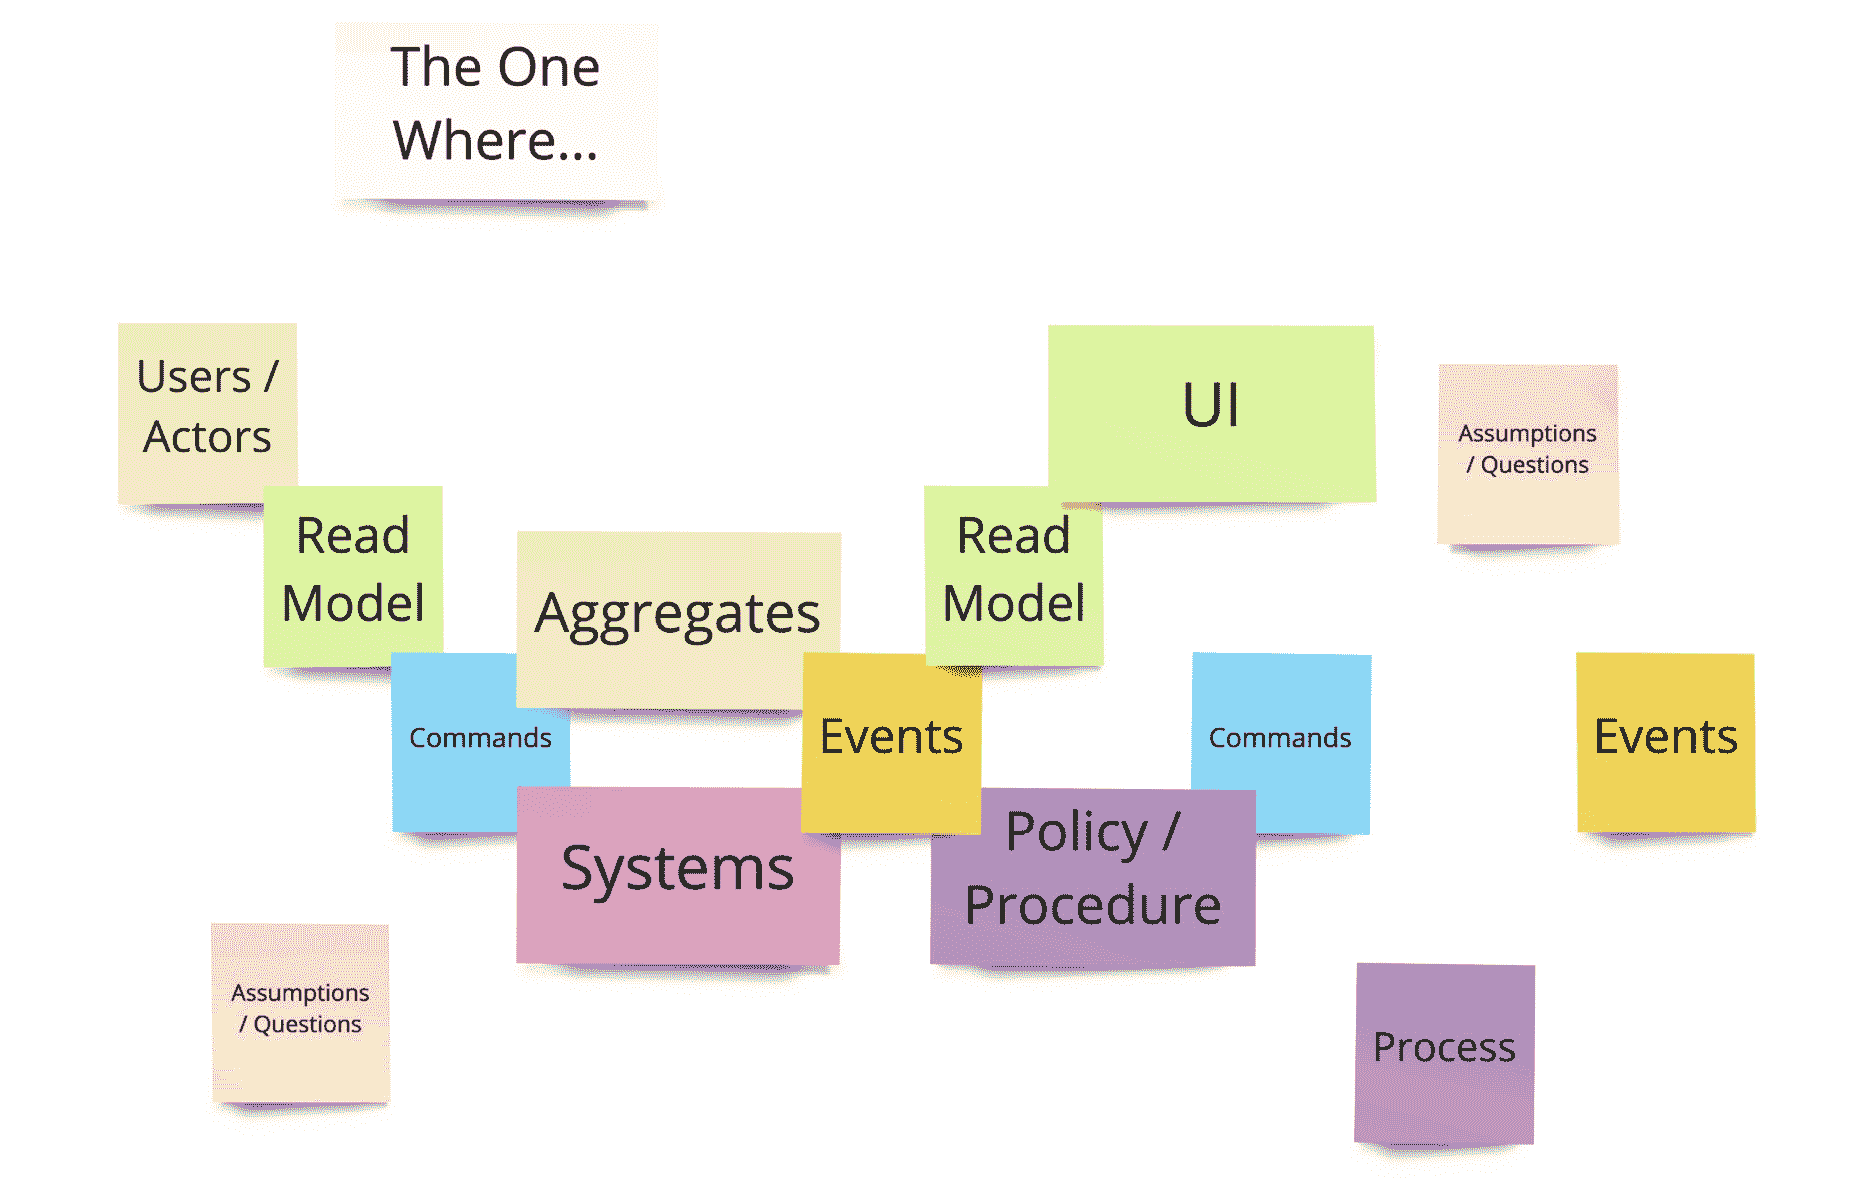 The One
Where...
Users /
Actors
UI
Assumptions
/ Questions
Read
Model
Aggregates
Read
Model
Commands
Events
Commands
Events
Systems
Policy /
Procedure
Assumptions
/ Questions
Process